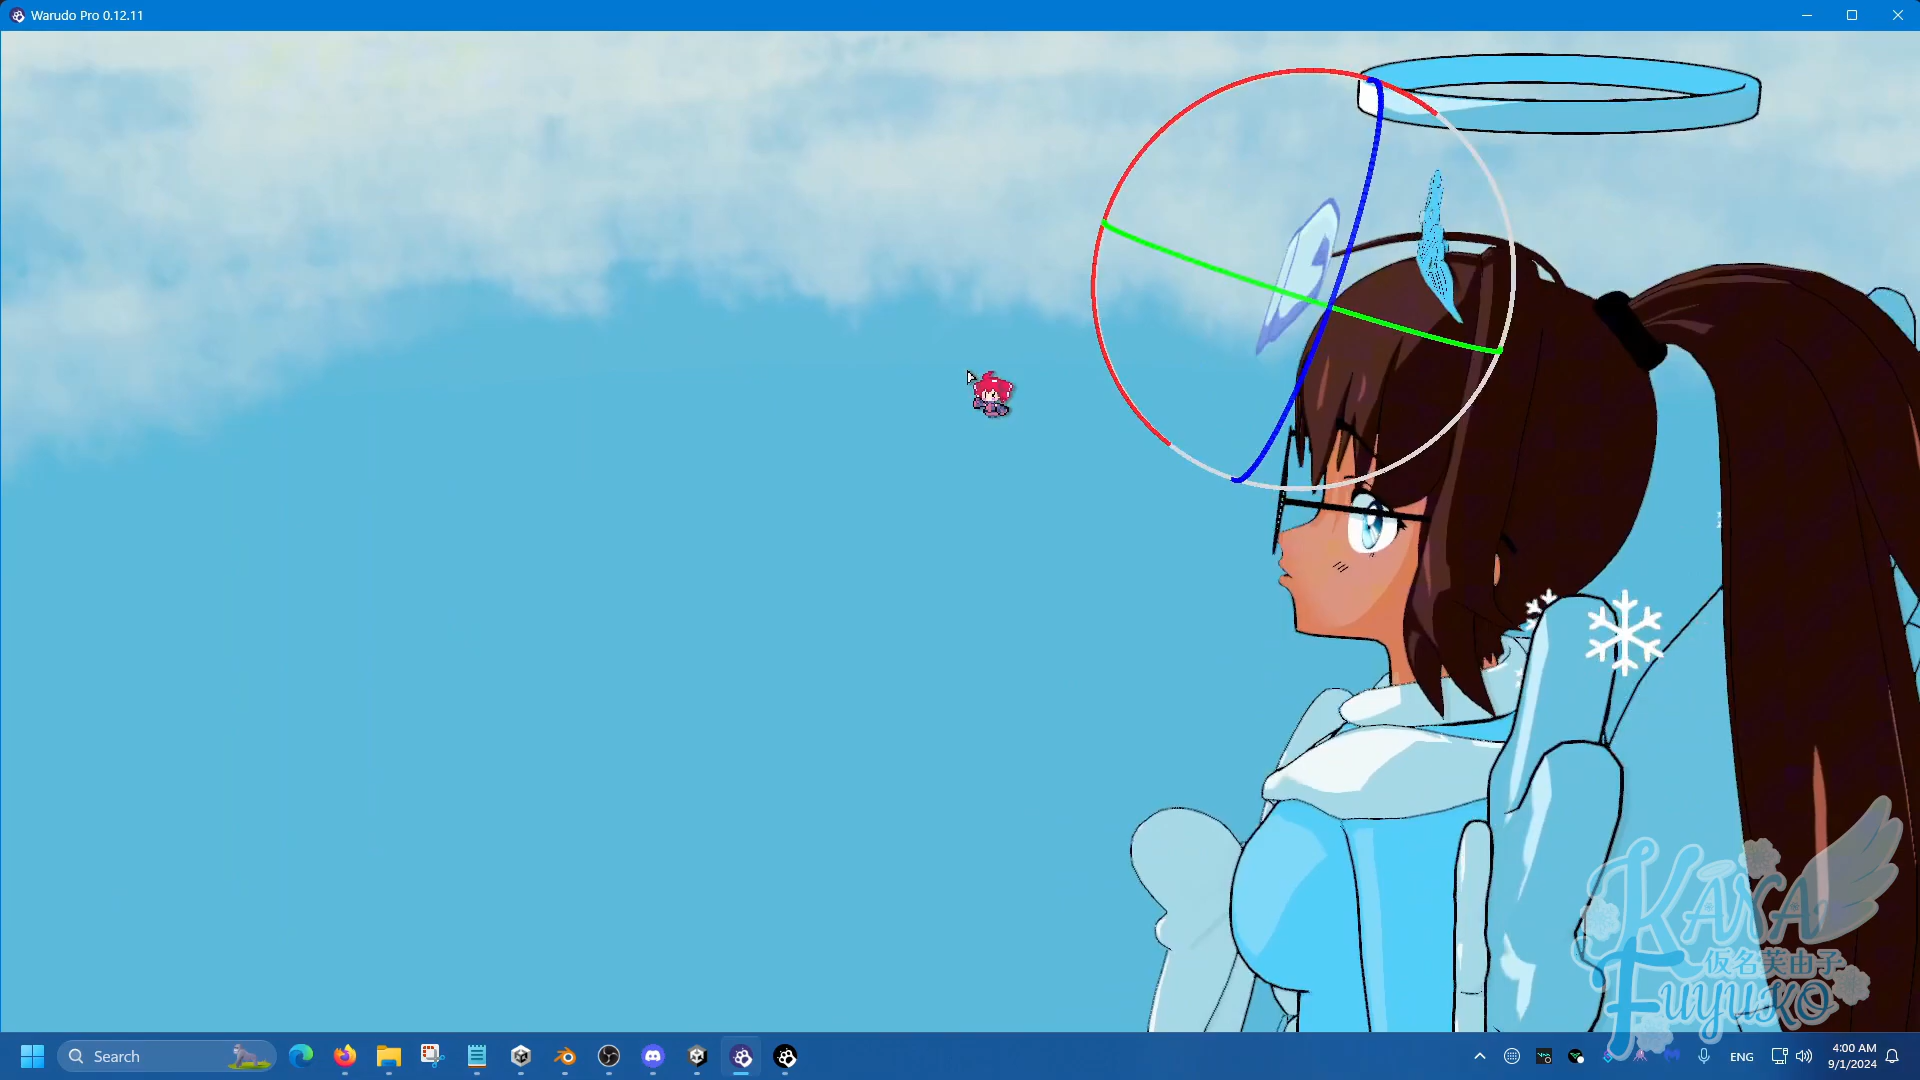 Warudo Pro 0.12.11
KANA
仮名芙由子
FUYUKO
Search
ENG
4:00 AM
9/1/2024